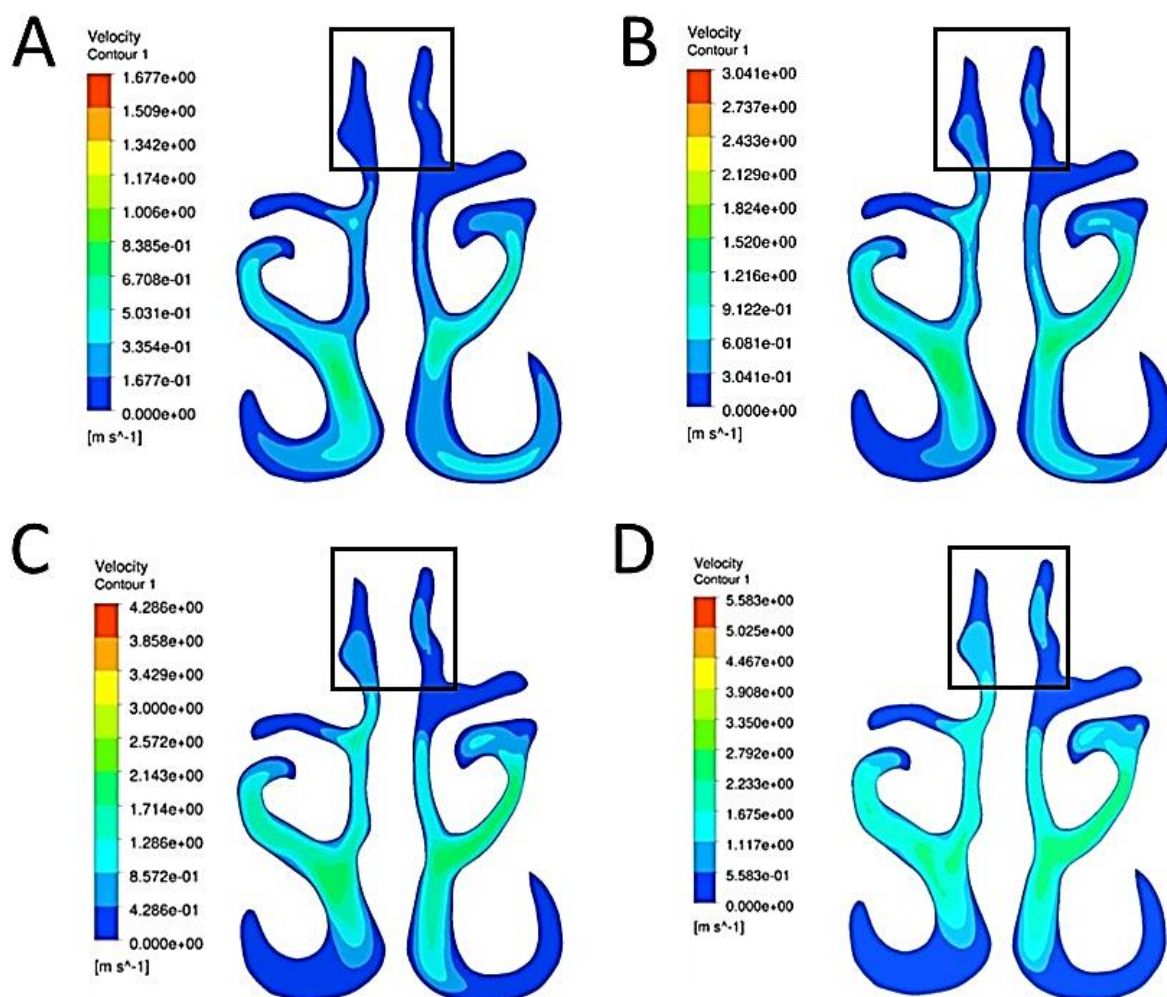 A
Velocity
Contour 1
1.677e+00
1.509e+00
1.342e+00
1.174e+00
1.006e+00
8.385e-01
6.708e-01
5.031e-01
3.354e-01
1.677e-01
0.000e+00
[m s^-1]
B
Velocity
Contour 1
3.041e+00
2.737e+00
2.433e+00
2.129e+00
1.824e+00
1.520e+00
1.216e+00
9.122e-01
6.081e-01
3.041e-01
0.000e+00
[m s^-1]
C
Velocity
Contour 1
4.286e+00
3.858e+00
3.429e+00
3.000e+00
2.572e+00
2.143e+00
1.714e+00
1.286e+00
8.572e-01
4.286e-01
0.000e+00
[m s^-1]
D
Velocity
Contour 1
5.583e+00
5.025e+00
4.467e+00
3.908e+00
3.350e+00
2.792e+00
2.233e+00
1.675e+00
1.117e+00
5.583e-01
0.000e+00
[m s^-1]